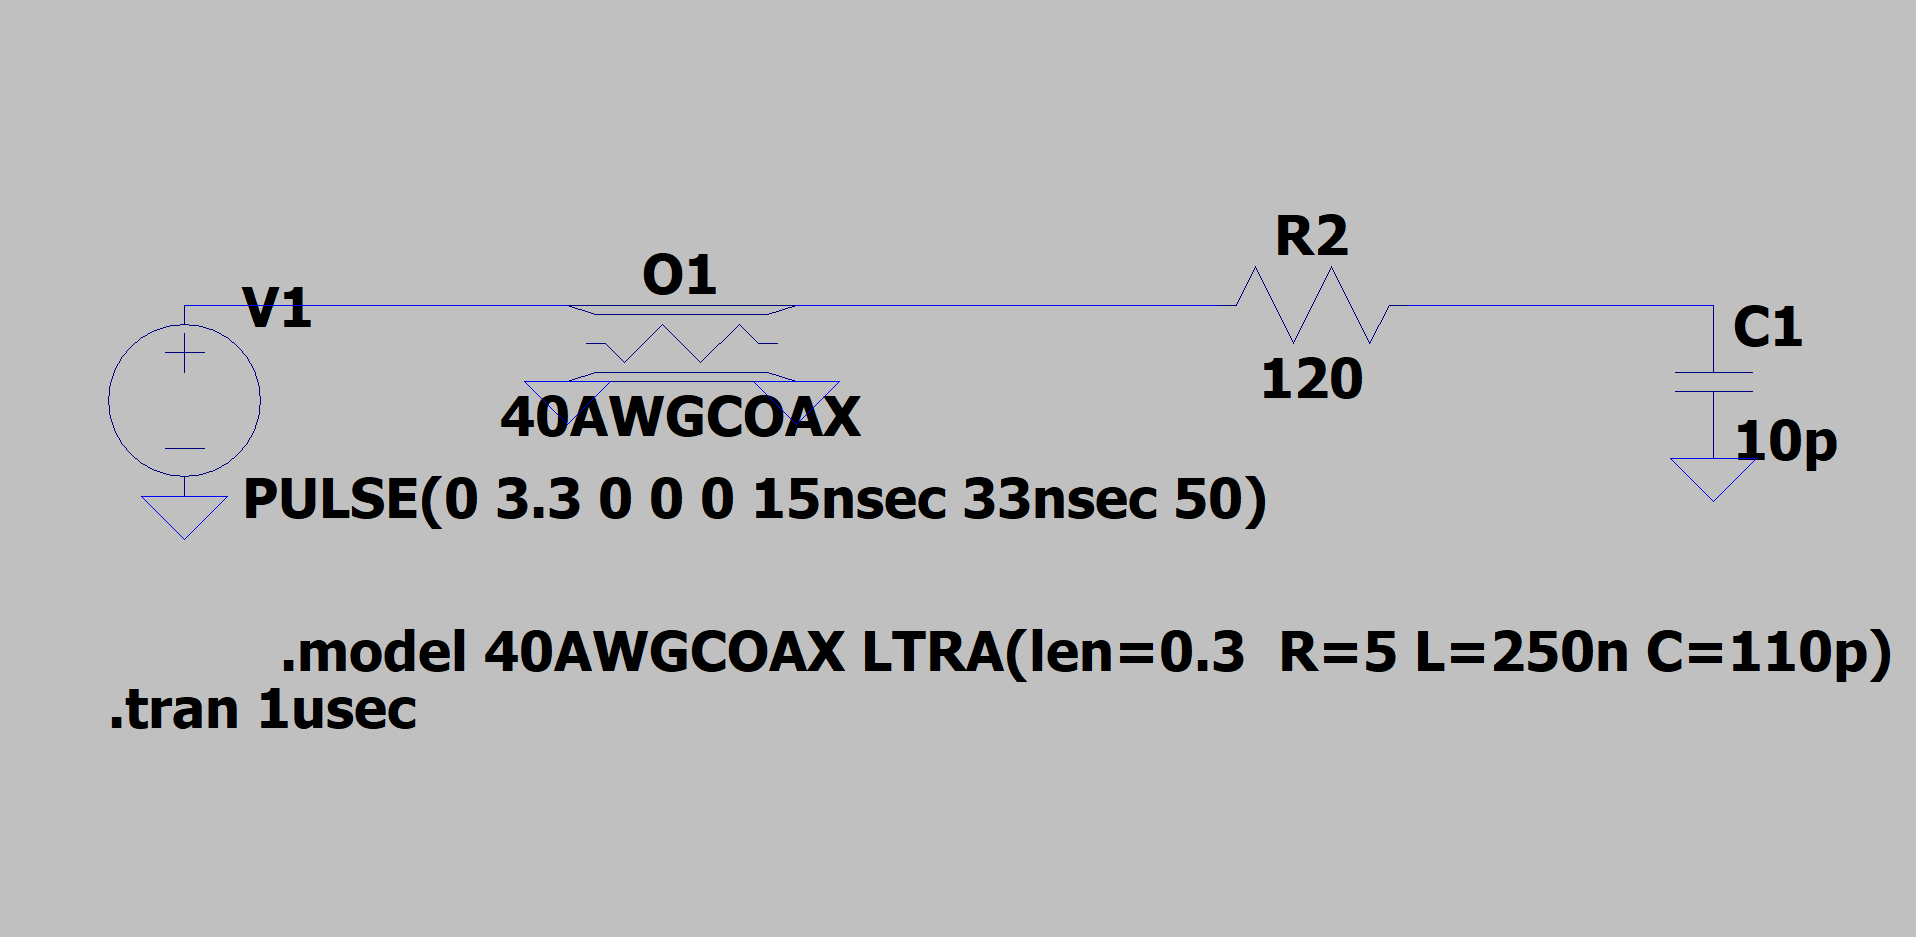 R2
O1
V1
C1
120
40AWGCOAX
10p
PULSE(0 3.3 0 0 0 15nsec 33nsec 50)
.model 40AWGCOAX LTRA(len=0.3  R=5 L=250n C=110p)
.tran 1usec